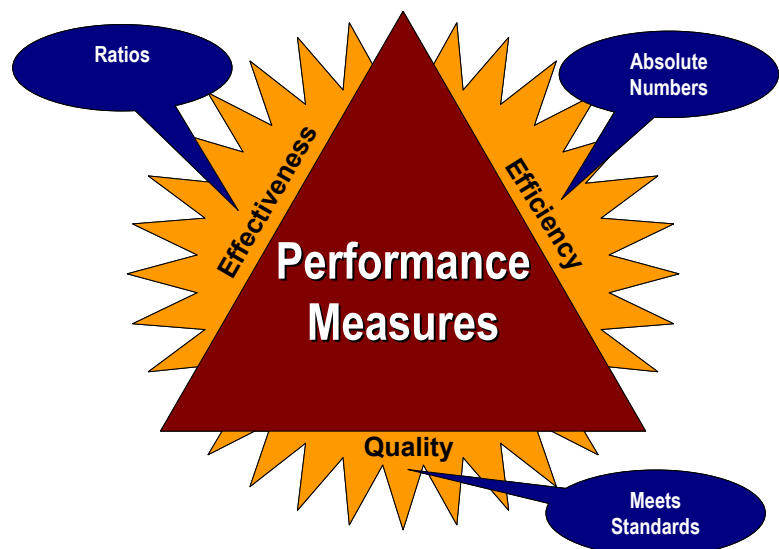 Ratios
Absolute
Numbers
Effectiveness
Efficiency
Performance
Measures
Quality
Meets
Standards